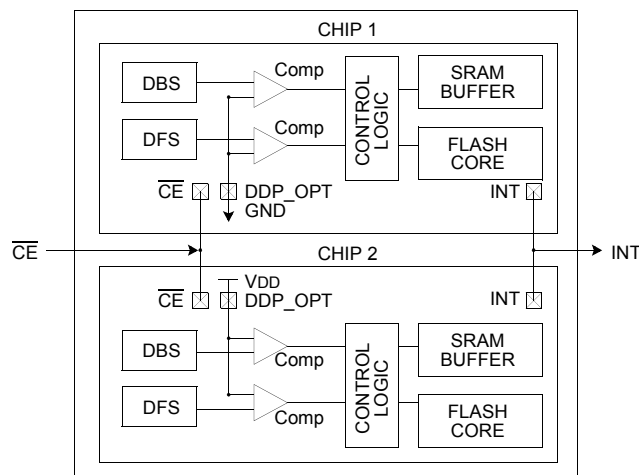 CHIP 1
DBS
Comp
CONTROL LOGIC
SRAM
BUFFER
DFS
Comp
FLASH
CORE
CE
DDP_OPT
GND
INT
CE
INT
CHIP 2
CE
VDD
DDP_OPT
INT
DBS
Comp
CONTROL LOGIC
SRAM
BUFFER
DFS
Comp
FLASH
CORE